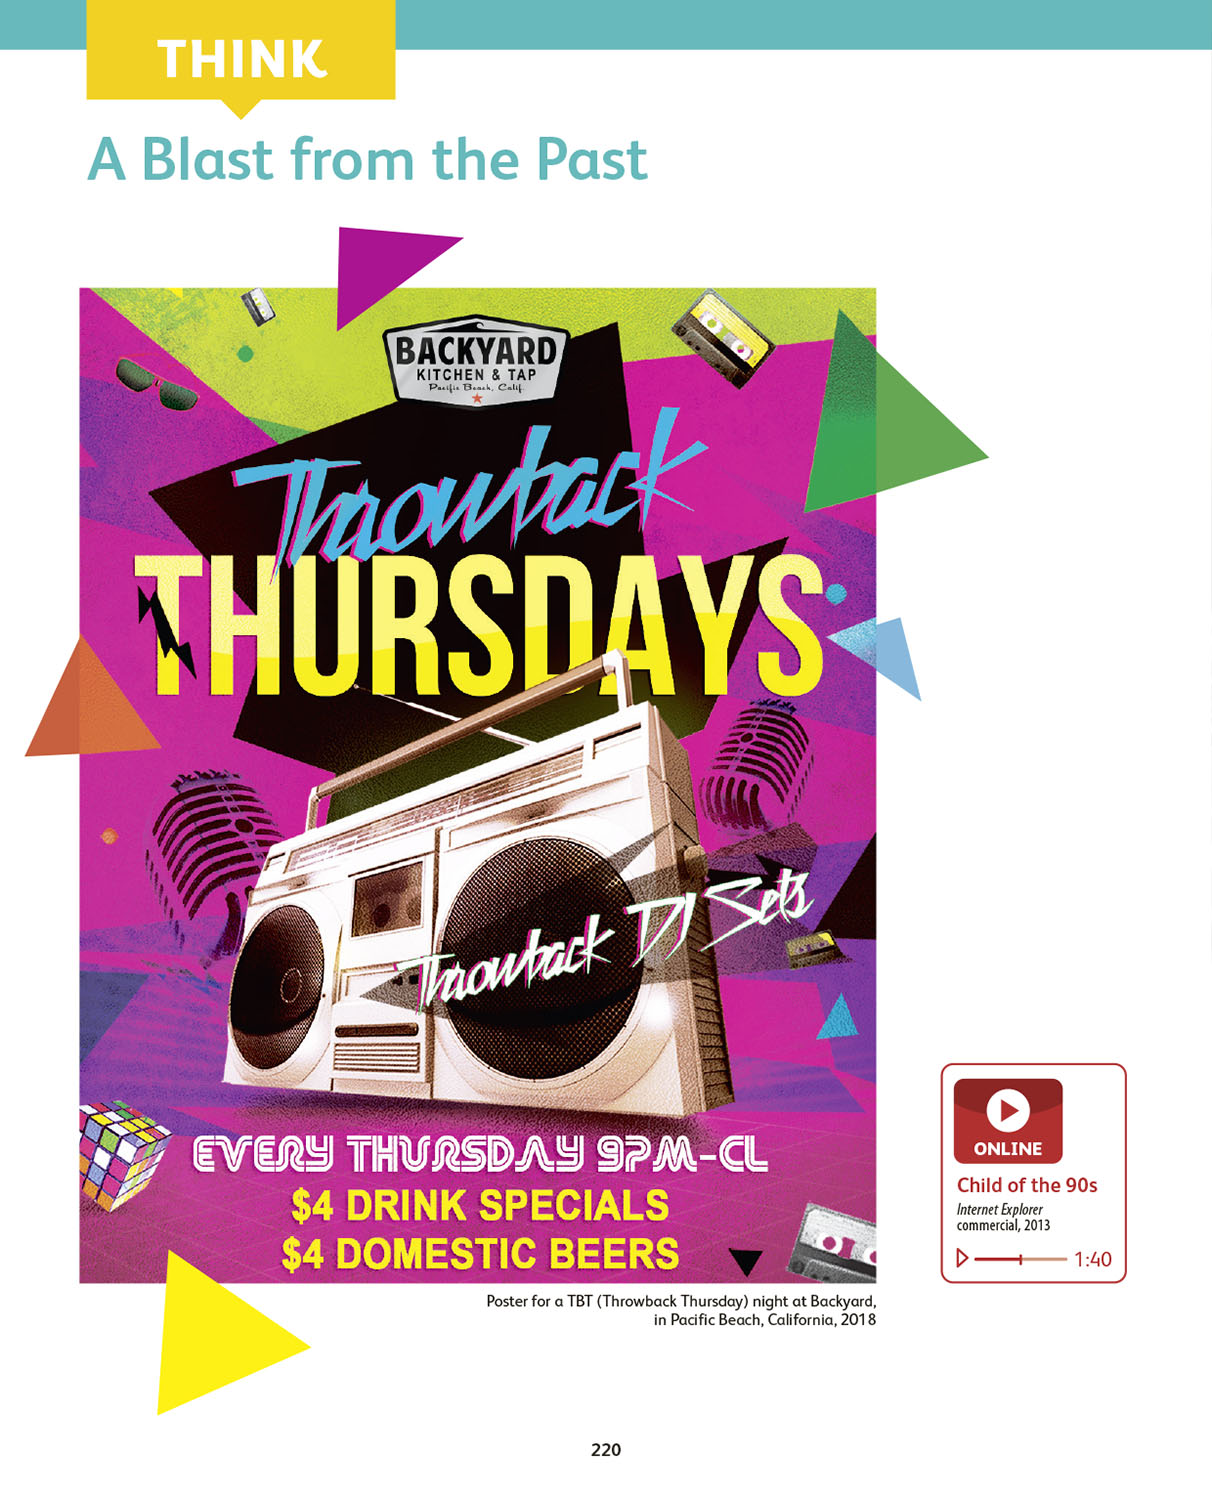 THINK
A Blast from the Past
BACKYARD
KITCHEN & TAP
Pacific Beach, Calif.
Throwback
THURSDAYS
Throwback DJ Sets
EVERY THURSDAY 9PM-CL
$4 DRINK SPECIALS
$4 DOMESTIC BEERS
Poster for a TBT (Throwback Thursday) night at Backyard,
in Pacific Beach, California, 2018
ONLINE
Child of the 90s
Internet Explorer
commercial, 2013
1:40
220